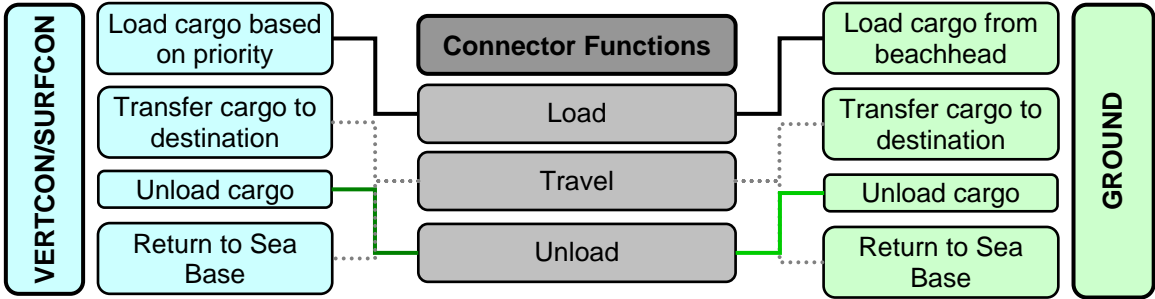 VERTCON/SURFCON
Load cargo based
on priority
Transfer cargo to
destination
Unload cargo
Return to Sea
Base
Connector Functions
Load
Travel
Unload
Load cargo from
beachhead
Transfer cargo to
destination
Unload cargo
Return to Sea
Base
GROUND